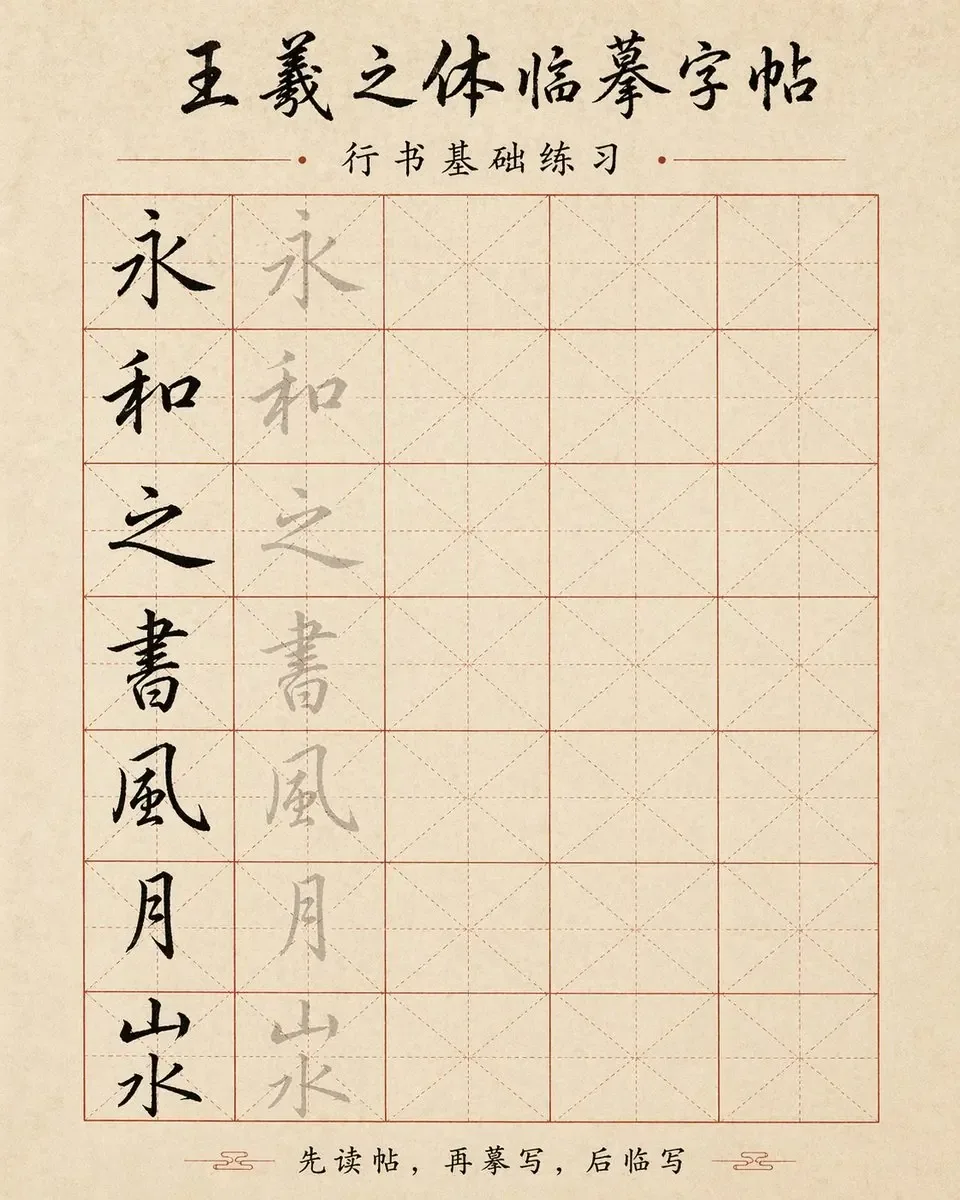 王羲之体临摹字帖
行书基础练习
永 永
和 和
之 之
書 書
風 風
月 月
山 山
水 水
先读帖，再摹写，后临写